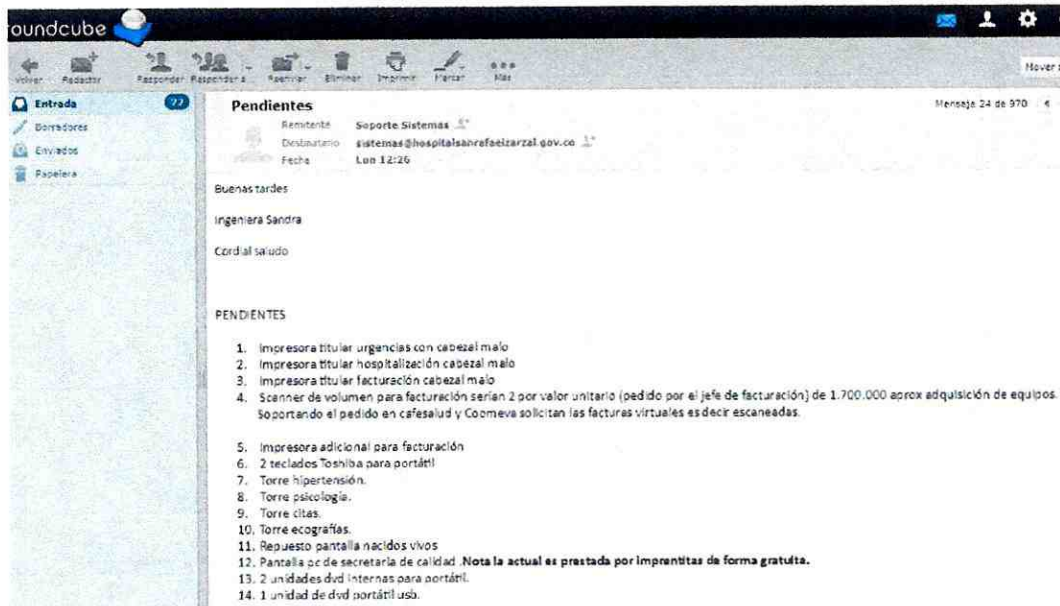 roundcube
Volver Redactar Responder Responder a Reenviar Eliminar Imprimir Marcar Más
Mover
Entrada 22
Borradores
Enviados
Papelera
Pendientes
Mensaje 24 de 970
Remitente Soporte Sistemas
Destinatario sistemas@hospitalsanrafaelzarzal.gov.co
Fecha Lun 12:26
Buenas tardes
Ingeniera Sandra
Cordial saludo
PENDIENTES
1. Impresora titular urgencias con cabezal malo
2. Impresora titular hospitalización cabezal malo
3. Impresora titular facturación cabezal malo
4. Scanner de volumen para facturación serían 2 por valor unitario (pedido por el jefe de facturación) de 1.700.000 aprox adquisición de equipos.
Soportando el pedido en cafesalud y Coomeva solicitan las facturas virtuales es decir escaneadas.
5. Impresora adicional para facturación
6. 2 teclados Toshiba para portátil
7. Torre hipertensión.
8. Torre psicología.
9. Torre citas.
10. Torre ecografías.
11. Repuesto pantalla nacidos vivos
12. Pantalla pc de secretaria de calidad .Nota la actual es prestada por imprentitas de forma gratuita.
13. 2 unidades dvd internas para portátil.
14. 1 unidad de dvd portátil usb.